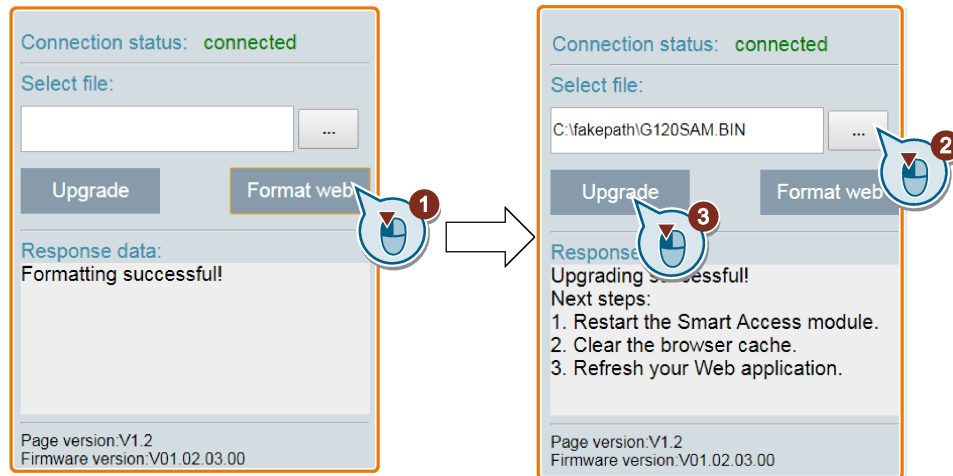 Connection status: connected
Select file:
...
Upgrade
Format web
1
Response data:
Formatting successful!
Page version:V1.2
Firmware version:V01.02.03.00
Connection status: connected
Select file:
C:\fakepath\G120SAM.BIN
...
2
Upgrade
Format web
3
Response
Upgrading successful!
Next steps:
1. Restart the Smart Access module.
2. Clear the browser cache.
3. Refresh your Web application.
Page version:V1.2
Firmware version:V01.02.03.00